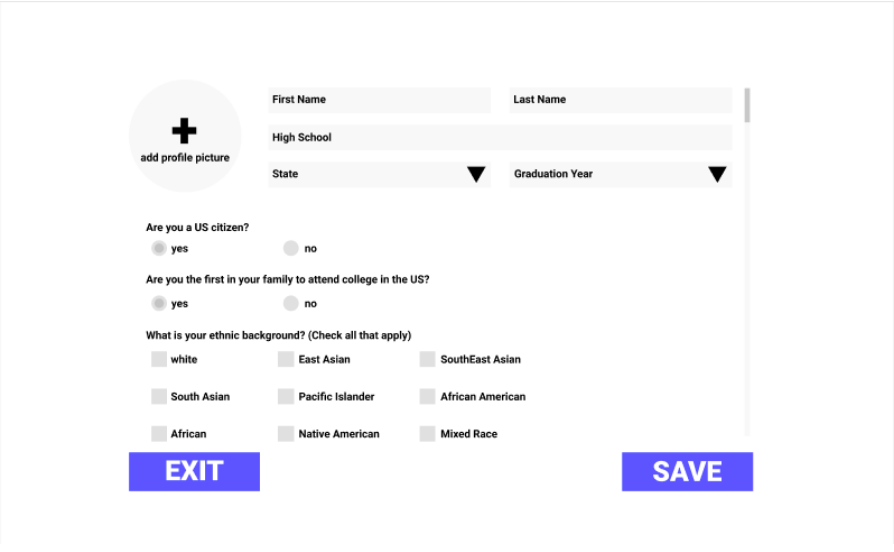 First Name Last Name
add profile picture High School
State Graduation Year
Are you a US citizen?
yes no
Are you the first in your family to attend college in the US?
yes no
What is your ethnic background? (Check all that apply)
white East Asian SouthEast Asian
South Asian Pacific Islander African American
African Native American Mixed Race
EXIT SAVE